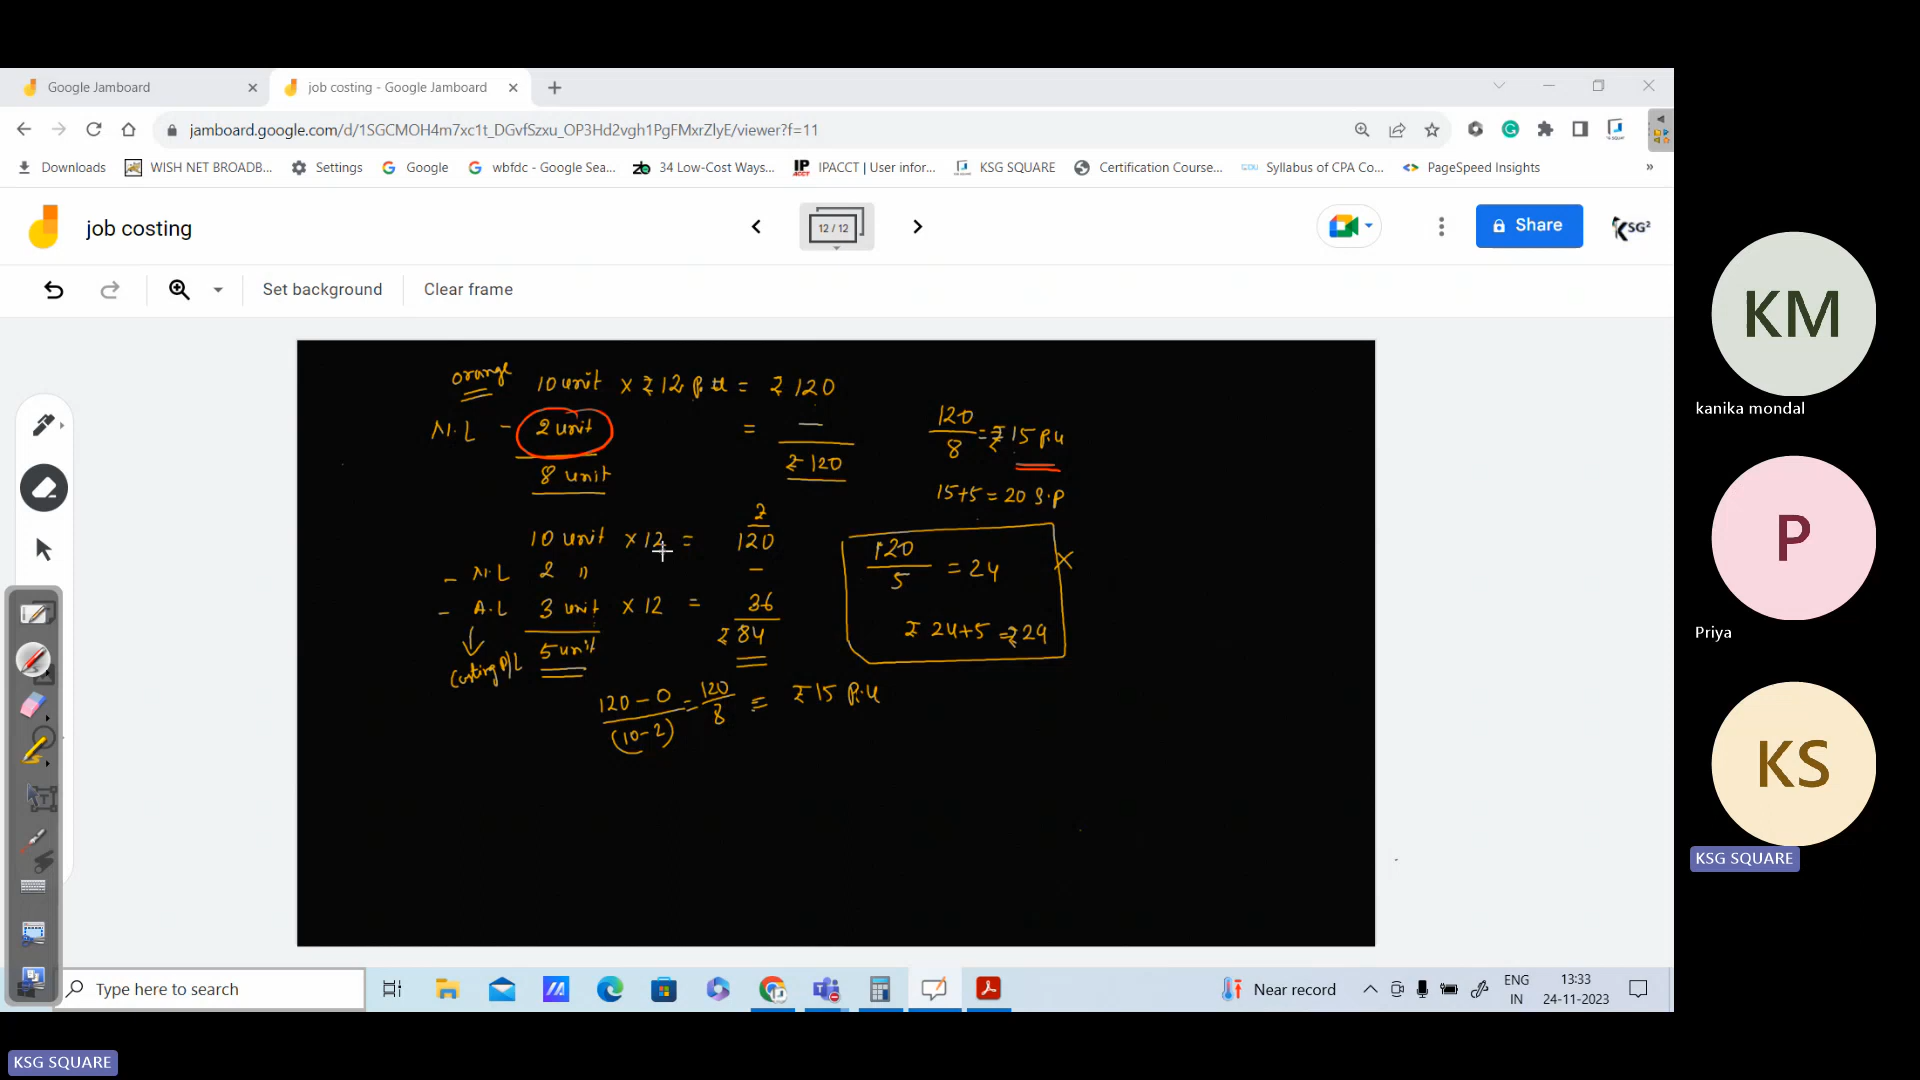 Google Jamboard
job costing - Google Jamboard
jamboard.google.com/d/1SGCMOH4m7xc1t_DGvfSzxu_OP3Hd2vgh1PgFMxrZlyE/viewer?f=11
Downloads WISH NET BROADB... Settings Google wbfdc - Google Sea... 34 Low-Cost Ways... IPACCT | User infor... KSG SQUARE Certification Course... Syllabus of CPA Co... PageSpeed Insights »
job costing
12 / 12
Share
KSG²
Set background
Clear frame
orange 10 unit x ₹ 12 p.u = ₹ 120
N.L - 2 unit = —
8 unit ₹ 120
120
8
= ₹ 15 p.u
15+5 = 20 S.P
₹
10 unit x 12 = 120
- N.L 2 " -
- A.L 3 unit x 12 = 36
5 unit ₹ 84
Costing P/L
120
5
= 24 X
₹ 24+5 = ₹ 29
120 - 0
(10-2)
= 120
8
= ₹ 15 P.U
KM
kanika mondal
P
Priya
KS
KSG SQUARE
Type here to search
Near record
ENG
IN
13:33
24-11-2023
KSG SQUARE